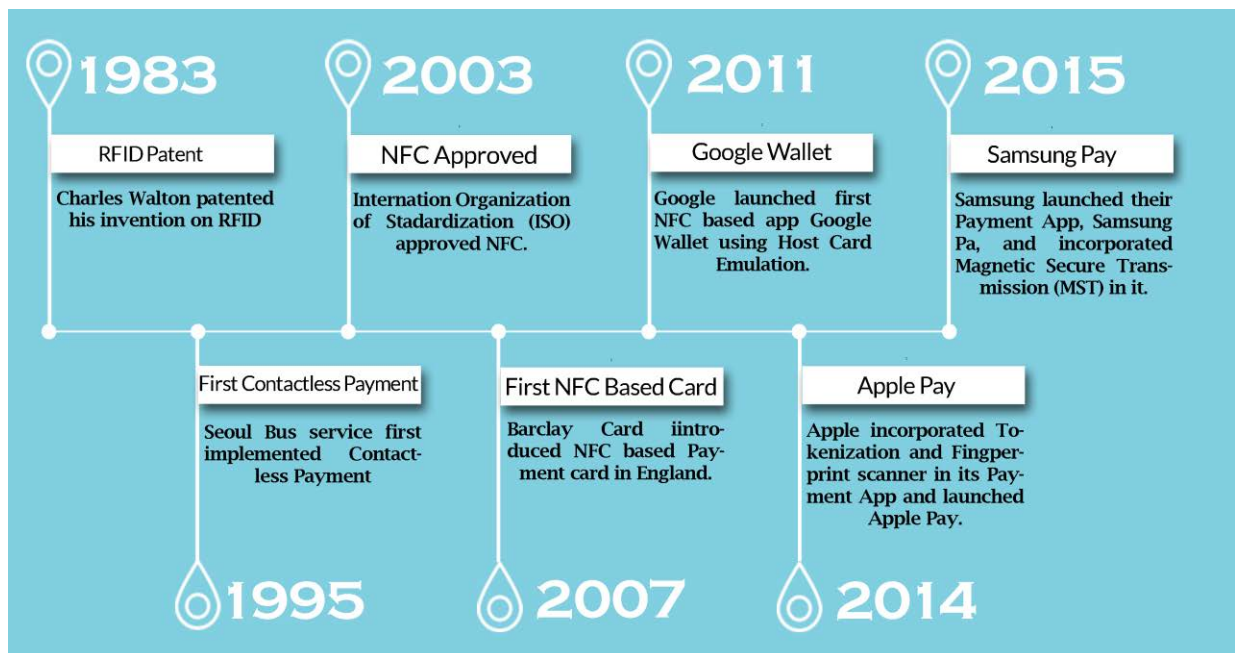 1983
RFID Patent
Charles Walton patented
his invention on RFID
2003
NFC Approved
Internation Organization
of Stadardization (ISO)
approved NFC.
2011
Google Wallet
Google launched first
NFC based app Google
Wallet using Host Card
Emulation.
2015
Samsung Pay
Samsung launched their
Payment App, Samsung
Pa, and incorporated
Magnetic Secure Trans-
mission (MST) in it.
First Contactless Payment
Seoul Bus service first
implemented Contact-
less Payment
1995
First NFC Based Card
Barclay Card iintro-
duced NFC based Pay-
ment card in England.
2007
Apple Pay
Apple incorporated To-
kenization and Fingper-
print scanner in its Pay-
ment App and launched
Apple Pay.
2014